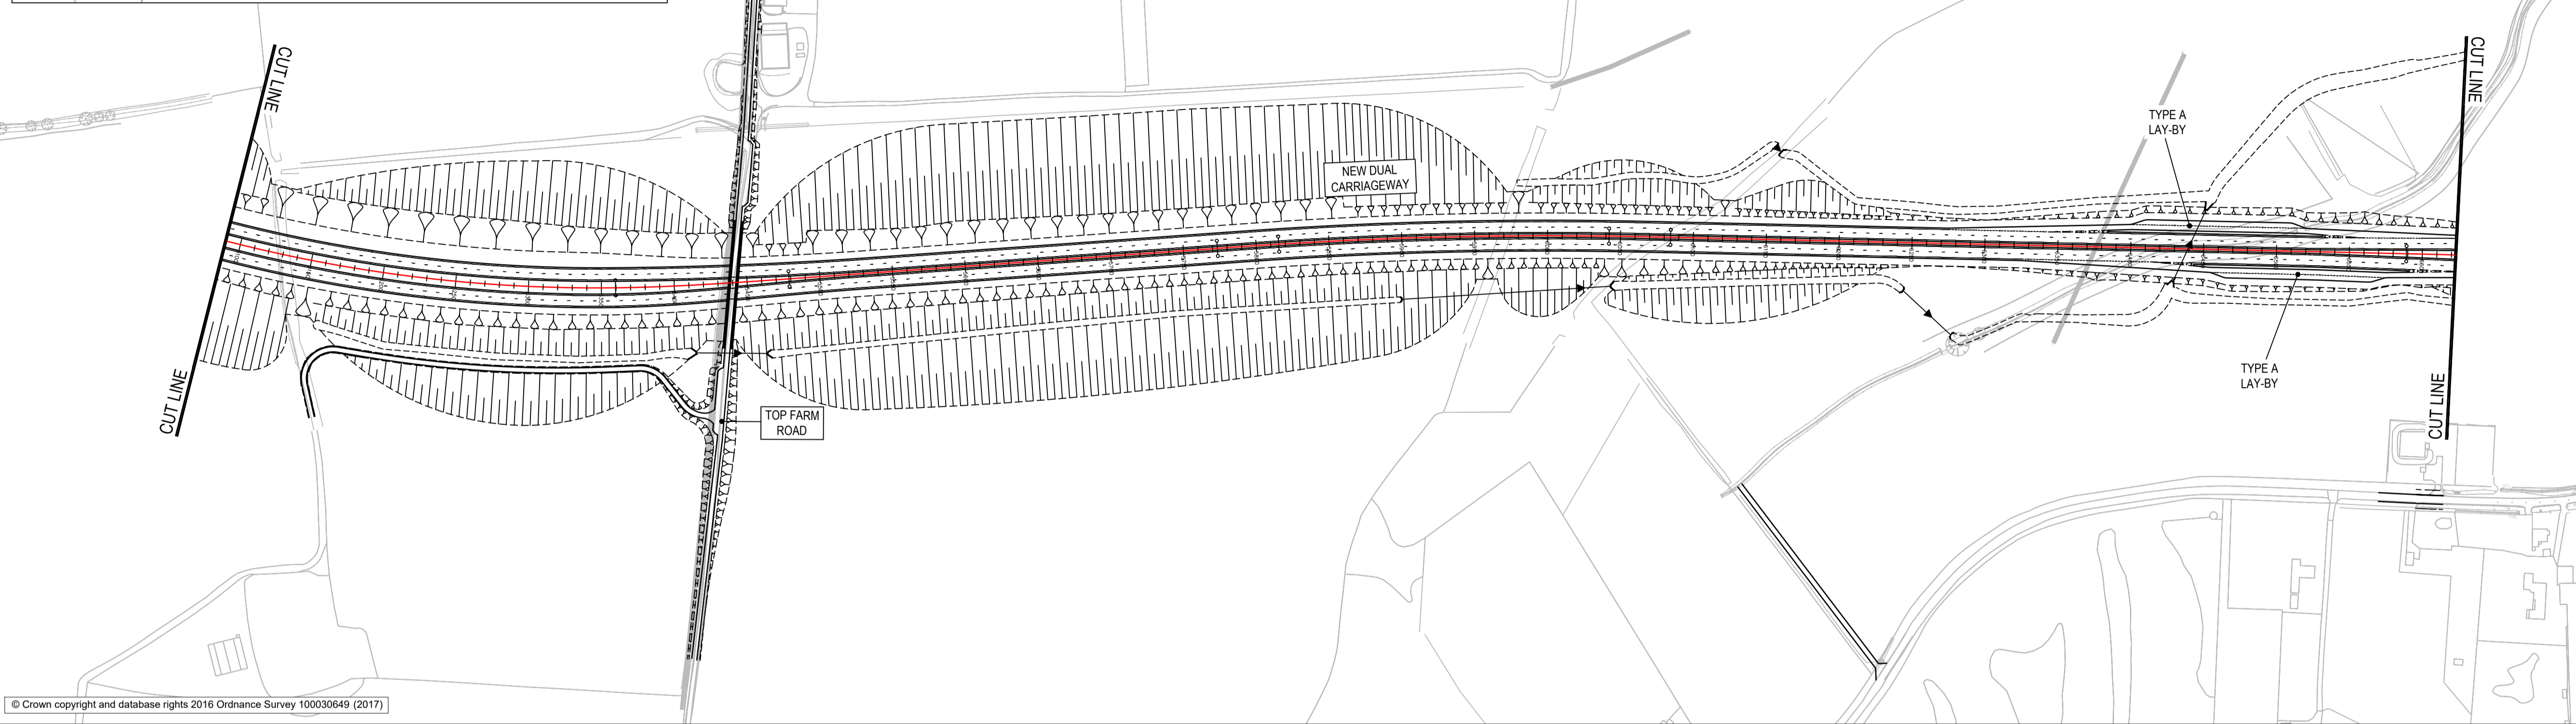 CUT LINE
CUT LINE
TYPE A
LAY-BY
NEW DUAL
CARRIAGEWAY
TYPE A
LAY-BY
CUT LINE
CUT LINE
TOP FARM
ROAD
© Crown copyright and database rights 2016 Ordnance Survey 100030649 (2017)